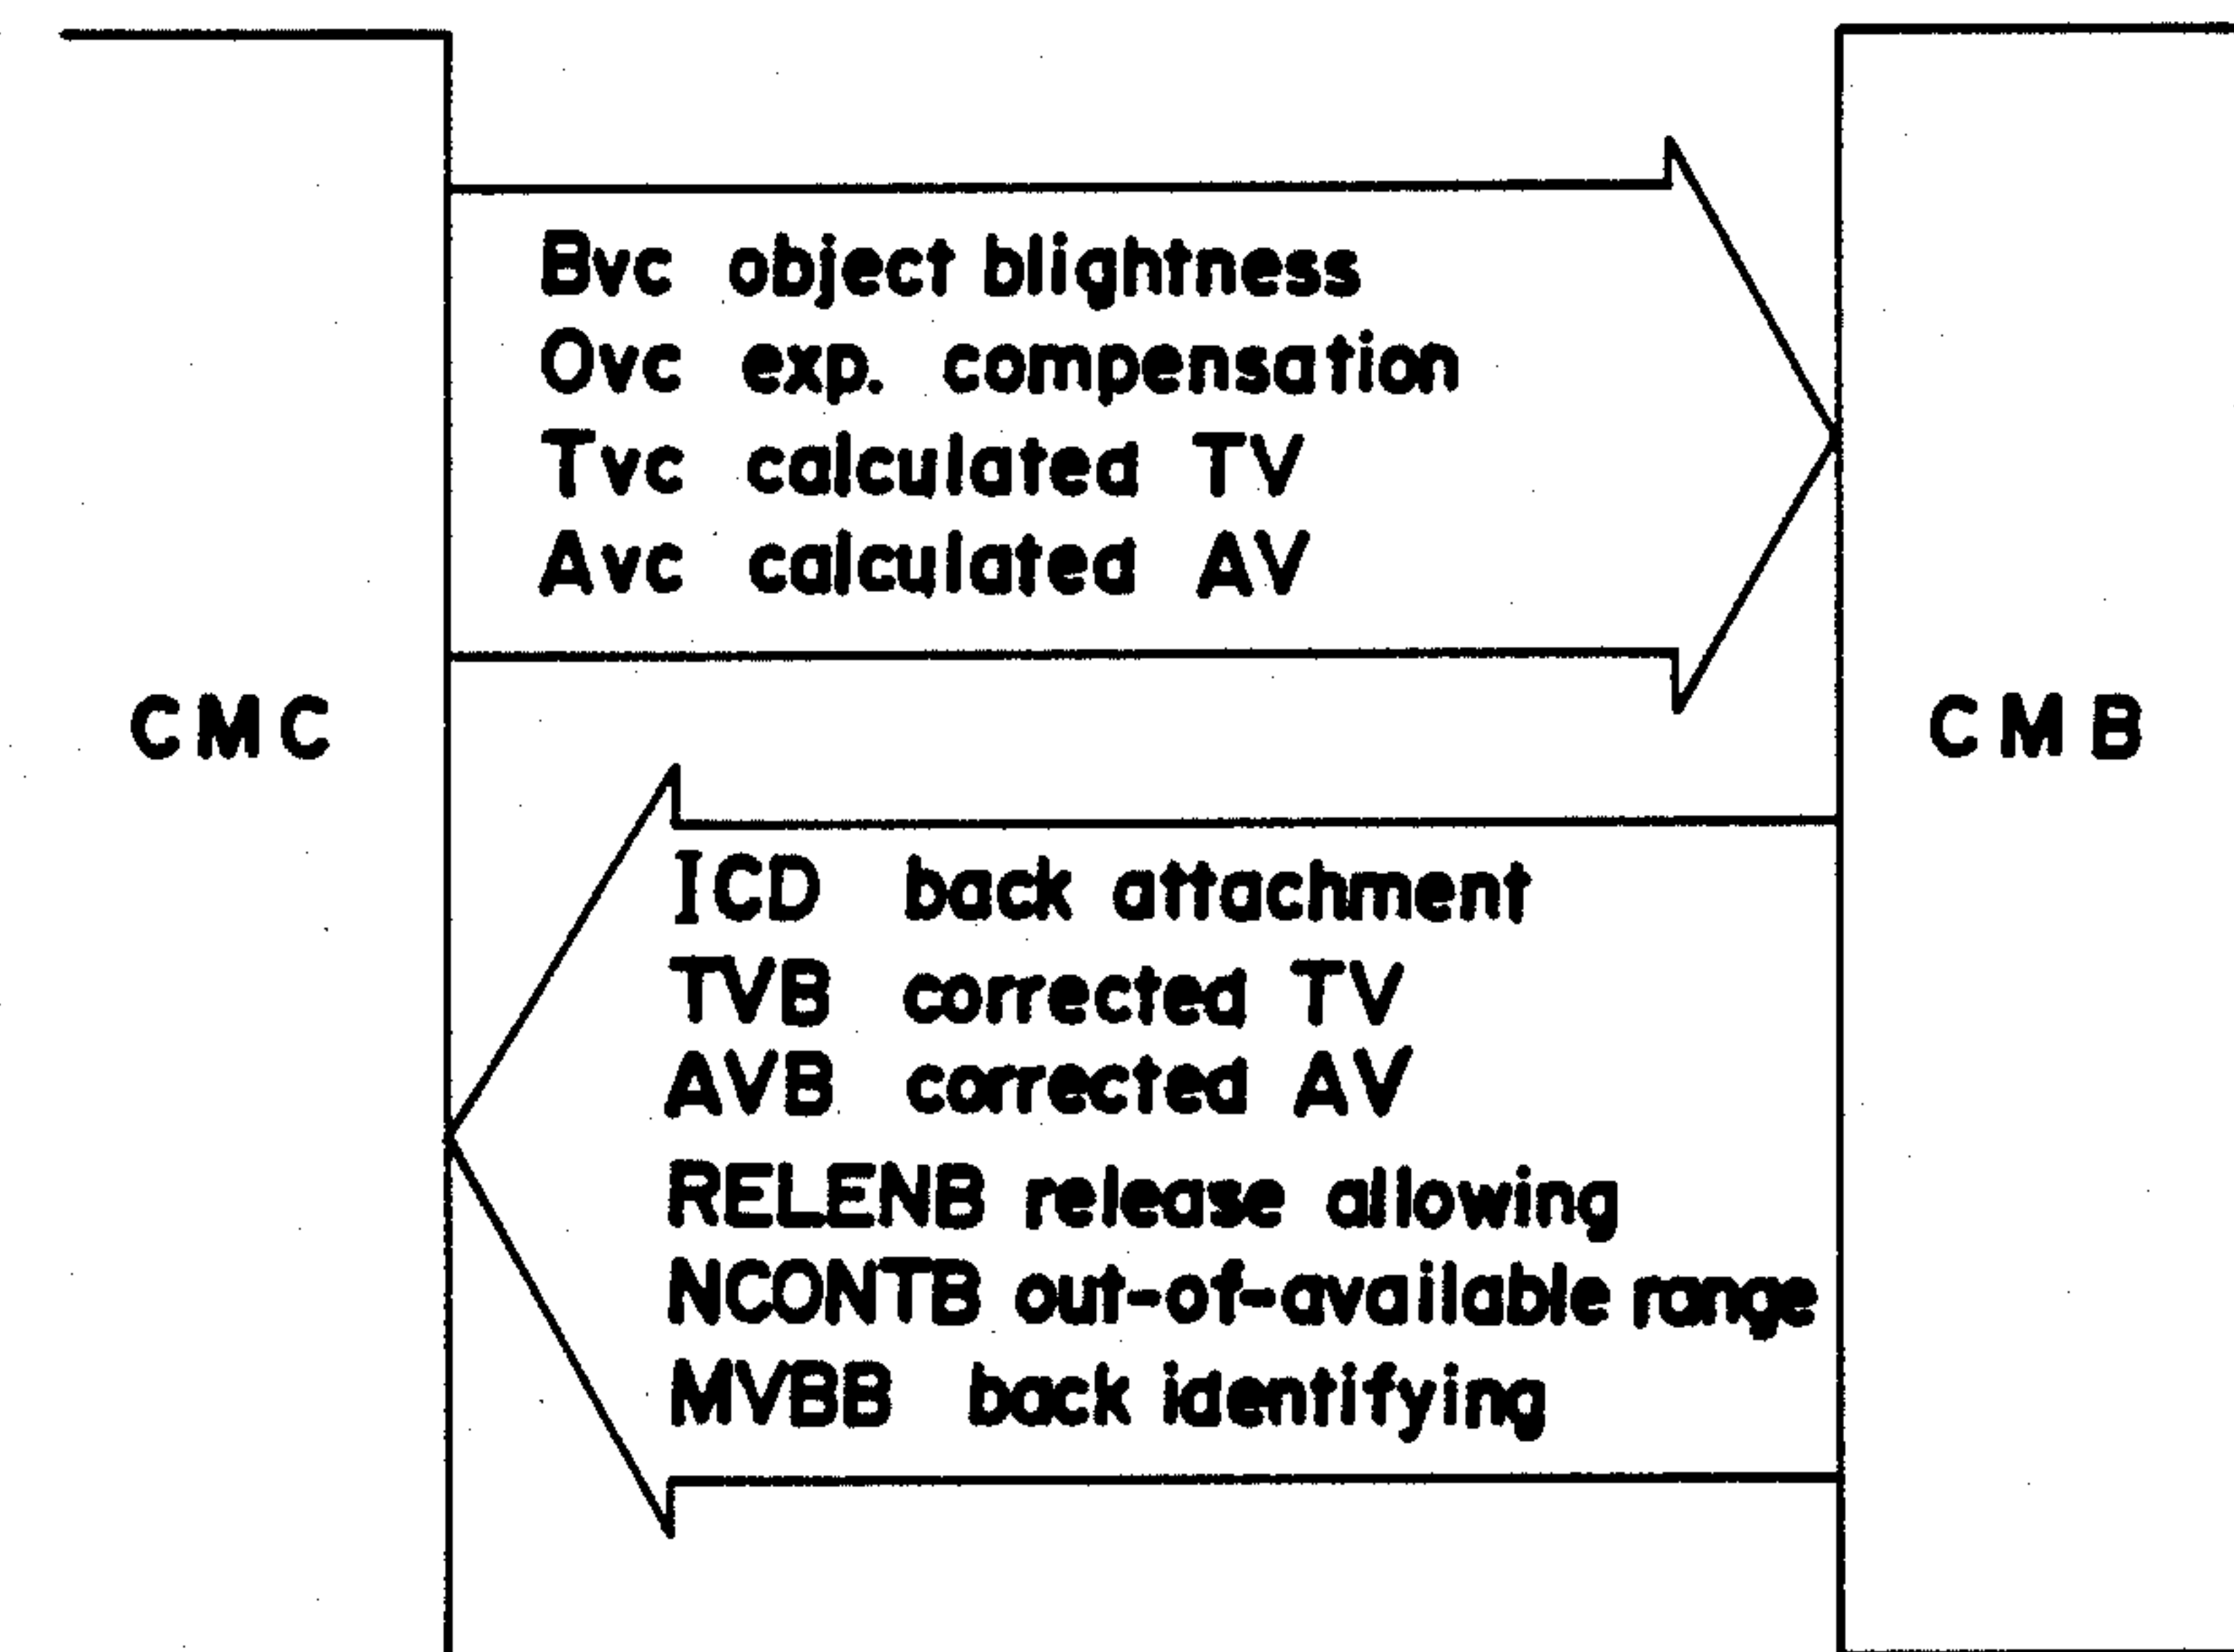 Bvc object blightness
Ovc exp. compensation
Tvc calculated TV
Avc calculated AV
CMC
CMB
ICD back attachment
TVB corrected TV
AVB corrected AV
RELENB release allowing
NCONTB out-of-available range
MVBB back identifying